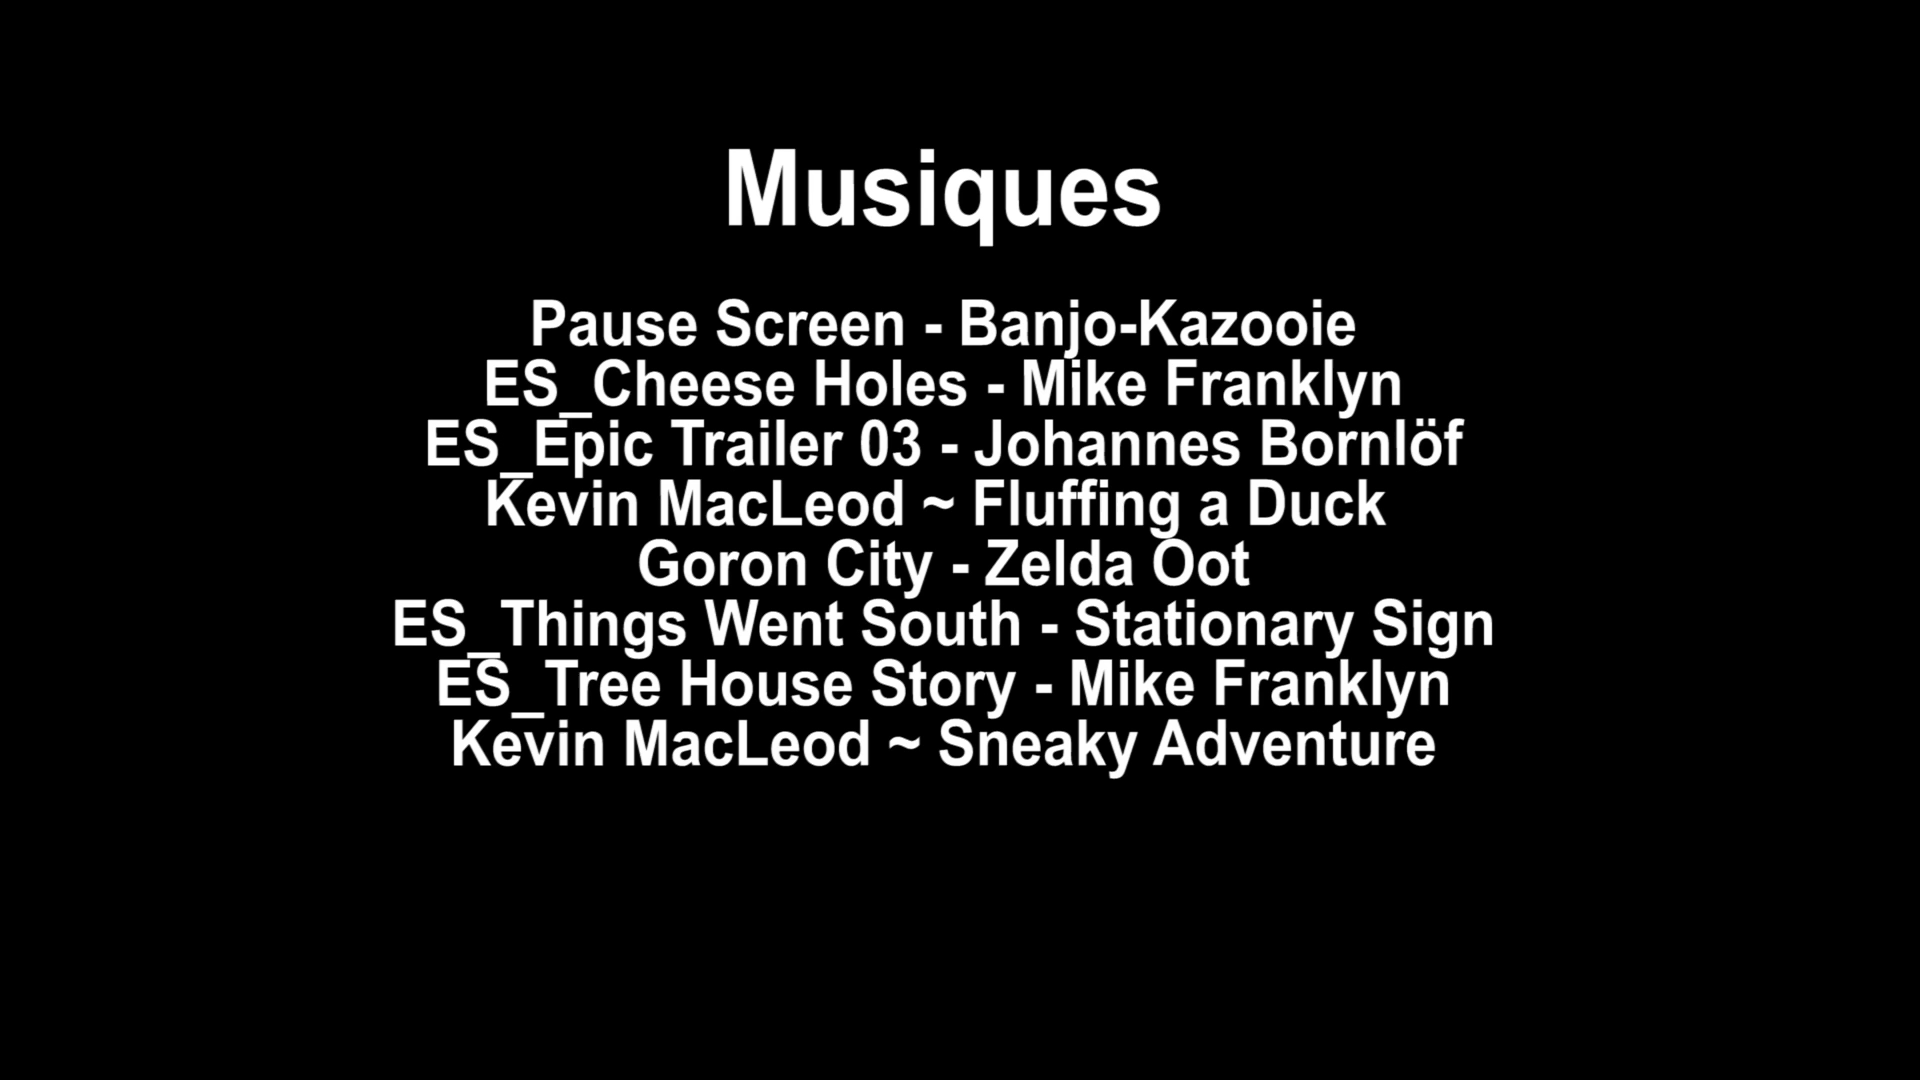 Musiques
Pause Screen - Banjo-Kazooie
ES_Cheese Holes - Mike Franklyn
ES_Epic Trailer 03 - Johannes Bornlöf
Kevin MacLeod ~ Fluffing a Duck
Goron City - Zelda Oot
ES_Things Went South - Stationary Sign
ES_Tree House Story - Mike Franklyn
Kevin MacLeod ~ Sneaky Adventure